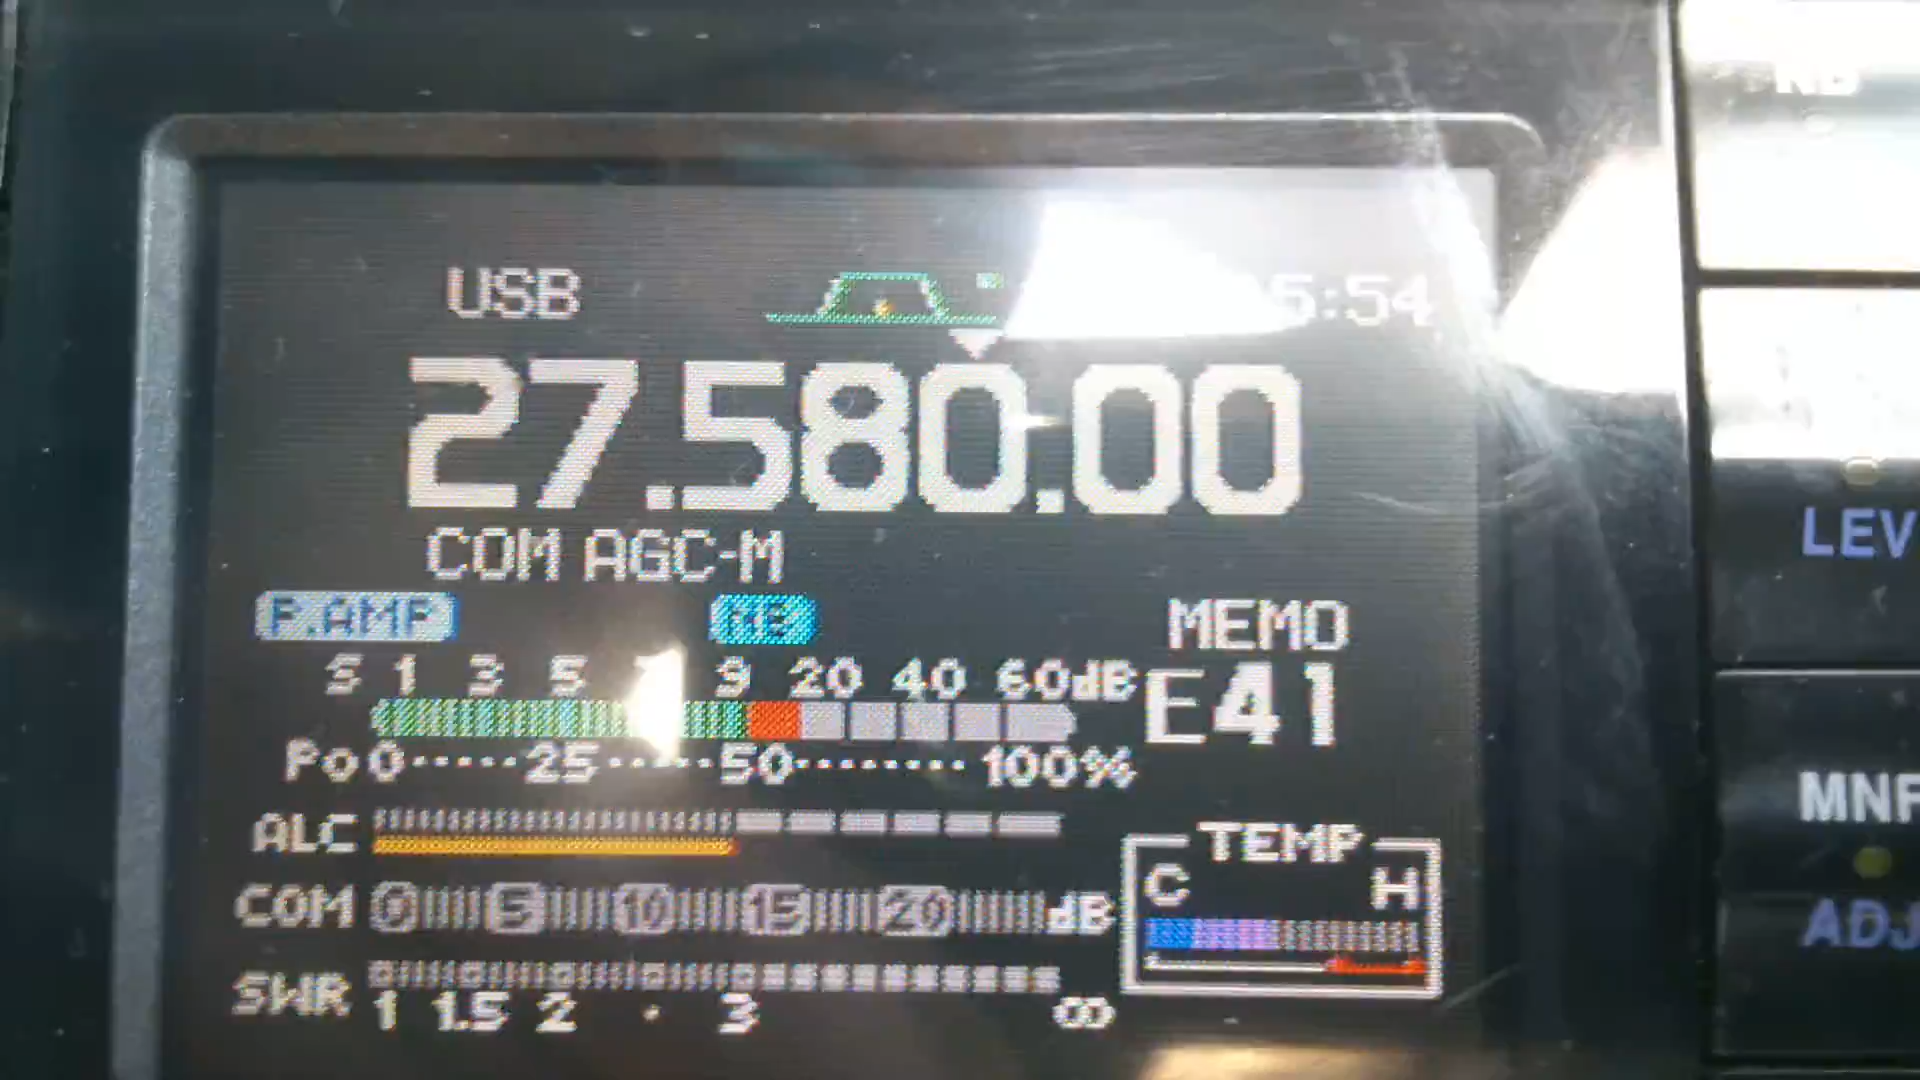 USB 5:54
27.580.00
COM AGC-M
P.AMP NB MEMO
S 1 3 5 7 9 20 40 60dB E41
Po 0 25 50 100%
ALC TEMP
C H
COM 0 5 10 15 20 dB
SWR 1 1.5 2 3 ∞
NB
LEV
MNF
ADJ